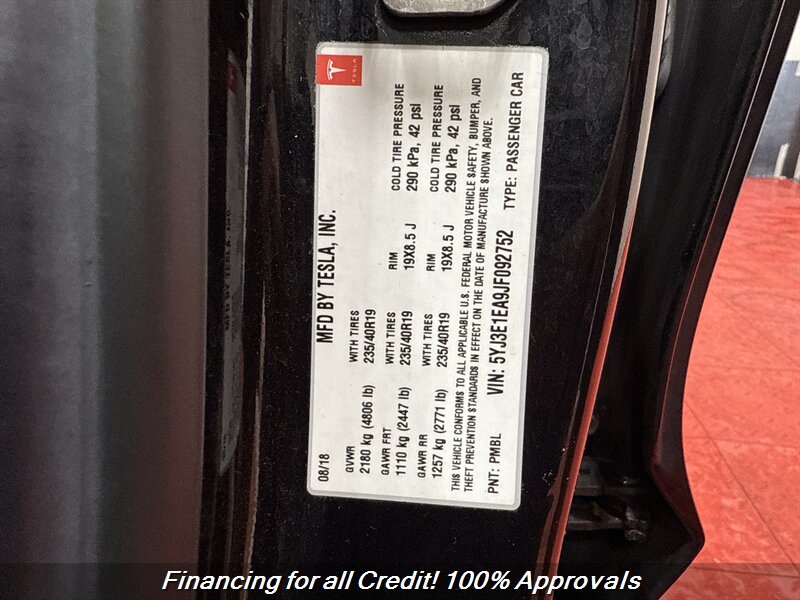 TESLA
MFD BY TESLA, INC.
08/18
GVWR WITH TIRES RIM COLD TIRE PRESSURE
2180 kg (4806 lb) 235/40R19 19X8.5 J 290 kPa, 42 psi
GAWR FRT WITH TIRES RIM COLD TIRE PRESSURE
1110 kg (2447 lb) 235/40R19 19X8.5 J 290 kPa, 42 psi
GAWR RR WITH TIRES
1257 kg (2771 lb) 235/40R19
THIS VEHICLE CONFORMS TO ALL APPLICABLE U.S. FEDERAL MOTOR VEHICLE SAFETY, BUMPER, AND
THEFT PREVENTION STANDARDS IN EFFECT ON THE DATE OF MANUFACTURE SHOWN ABOVE.
PNT: PMBL VIN: 5YJ3E1EA9JF092752 TYPE: PASSENGER CAR
Financing for all Credit! 100% Approvals